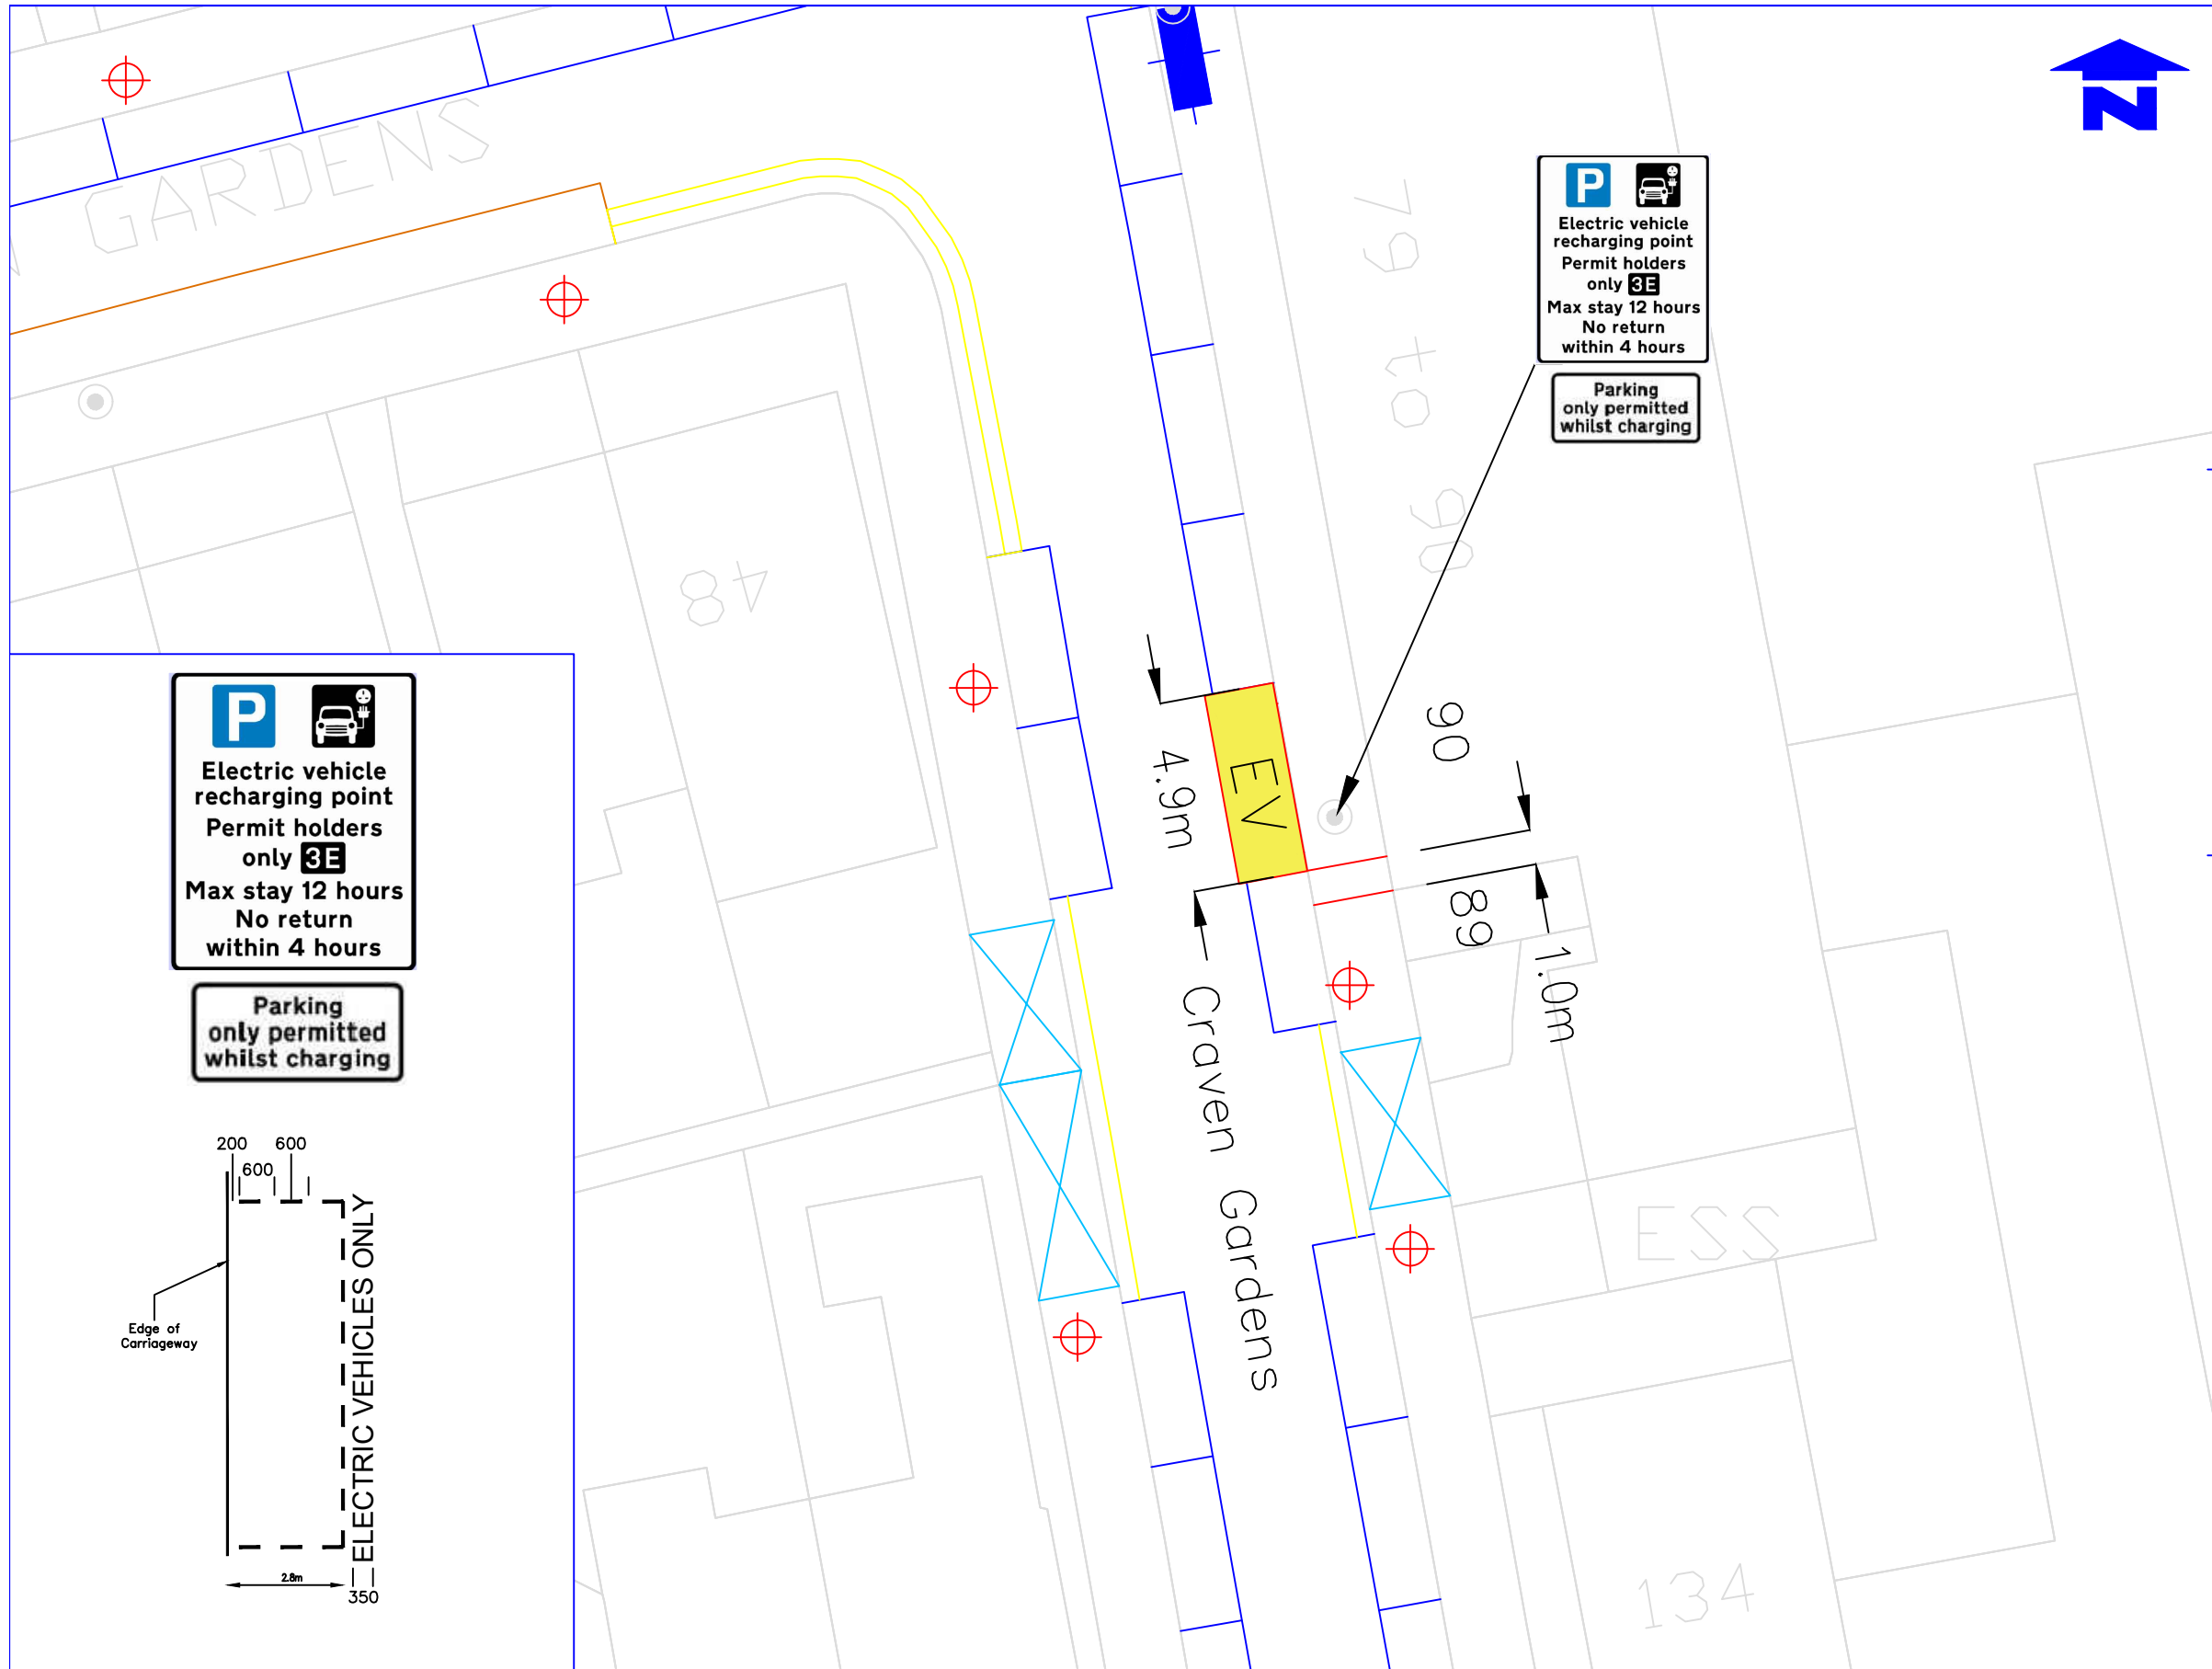 GARDENS
P
Electric vehicle
recharging point
Permit holders
only 3E
Max stay 12 hours
No return
within 4 hours
Parking
only permitted
whilst charging
48
90 to 97
EV
4.9m
90
89
1.0m
Craven Gardens
ESS
134
P
Electric vehicle
recharging point
Permit holders
only 3E
Max stay 12 hours
No return
within 4 hours
Parking
only permitted
whilst charging
200
600
600
Edge of
Carriageway
ELECTRIC VEHICLES ONLY
2.8m
350
N